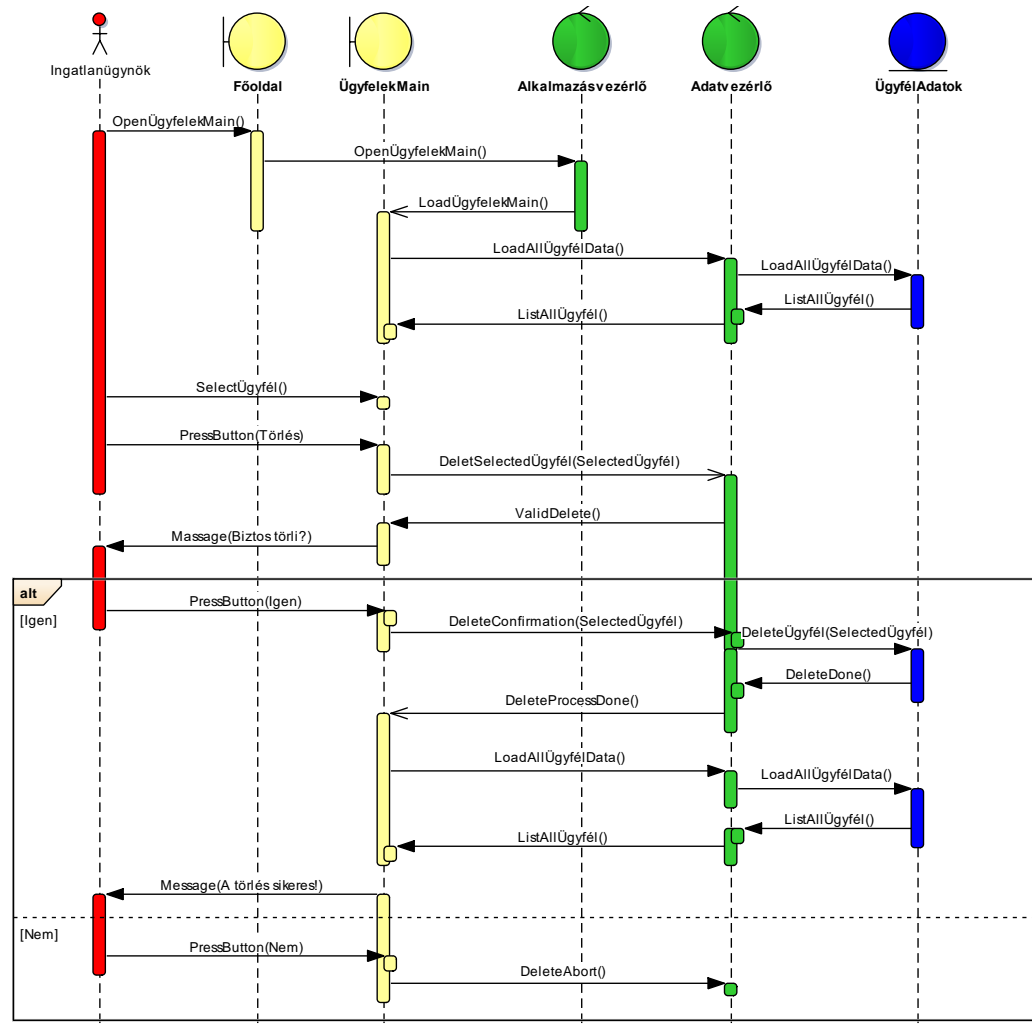 Ingatlanügynök
Főoldal
ÜgyfelekMain
Alkalmazásvezérlő
Adatvezérlő
ÜgyfélAdatok
OpenÜgyfelekMain()
OpenÜgyfelekMain()
LoadÜgyfelekMain()
LoadAllÜgyfélData()
LoadAllÜgyfélData()
ListAllÜgyfél()
ListAllÜgyfél()
SelectÜgyfél()
PressButton(Törlés)
DeletSelectedÜgyfél(SelectedÜgyfél)
ValidDelete()
Massage(Biztos törli?)
alt
[Igen]
PressButton(Igen)
DeleteConfirmation(SelectedÜgyfél)
DeleteÜgyfél(SelectedÜgyfél)
DeleteDone()
DeleteProcessDone()
LoadAllÜgyfélData()
LoadAllÜgyfélData()
ListAllÜgyfél()
ListAllÜgyfél()
Message(A törlés sikeres!)
[Nem]
PressButton(Nem)
DeleteAbort()